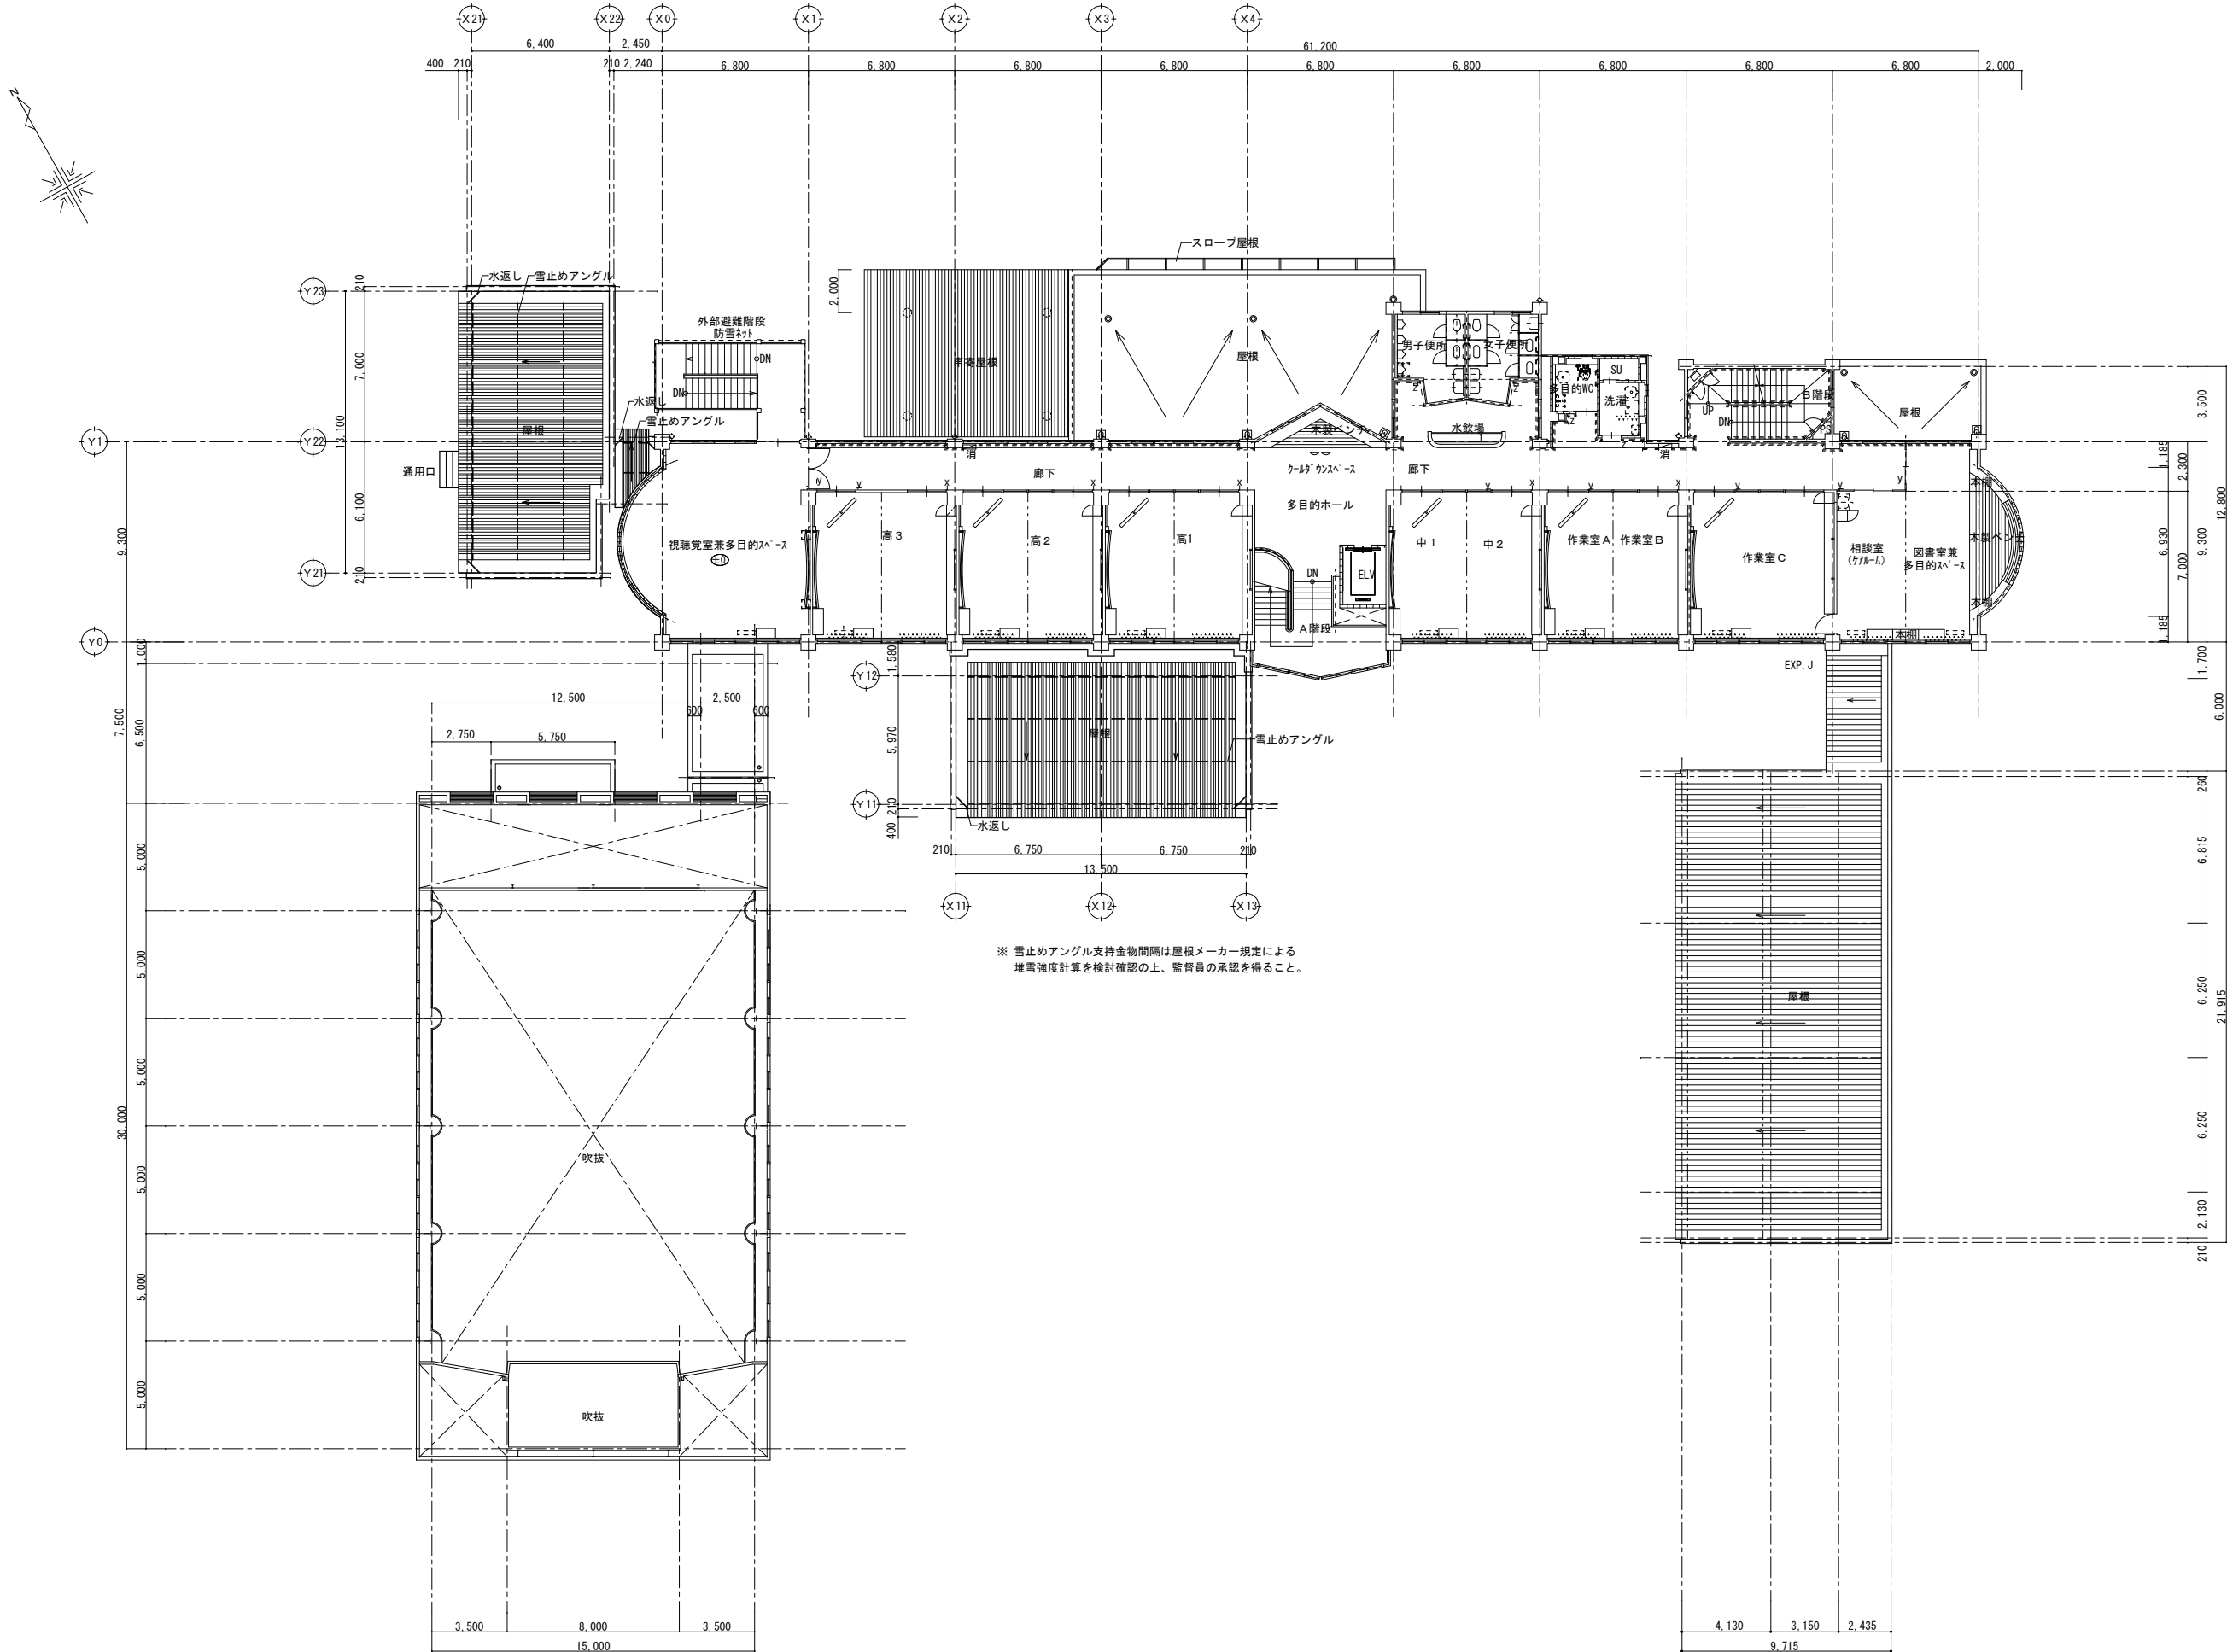 X21
X22
X0
X1
X2
X3
X4
6,400
2,450
61,200
400
210
210
2,240
6,800
6,800
6,800
6,800
6,800
6,800
6,800
6,800
6,800
2,000
N
スロープ屋根
水返し
雪止めアングル
Y23
210
2,000
外部避難階段
防雪ネット
DN
DN
7,000
13,100
車寄屋根
屋根
男子便所
女子便所
SU
多目的WC
洗濯
UP
DN
B階段
PS
屋根
3,500
水返し
雪止めアングル
屋根
Y1
Y22
木製ベンチ
水飲場
消
消
通用口
廊下
クールダウンスペース
廊下
本棚
1,185
2,300
12,800
6,100
9,300
多目的ホール
視聴覚室兼多目的スペース
±0
高3
高2
高1
中1
中2
作業室A
作業室B
作業室C
相談室
(ケアルーム)
図書室兼
多目的スペース
木製ベンチ
6,930
7,000
9,300
DN
ELV
Y21
210
本棚
A階段
本棚
1,185
Y0
1,000
1,580
EXP.J
1,700
Y12
12,500
2,500
600
600
7,500
6,500
6,000
2,750
5,750
5,970
屋根
雪止めアングル
260
Y11
210
400
水返し
5,000
210
6,750
6,750
210
6,815
13,500
X11
X12
X13
※ 雪止めアングル支持金物間隔は屋根メーカー規定による
堆雪強度計算を検討確認の上、監督員の承認を得ること。
5,000
屋根
6,250
21,915
5,000
30,000
6,250
吹抜
5,000
2,130
210
5,000
5,000
吹抜
3,500
8,000
3,500
15,000
4,130
3,150
2,435
9,715